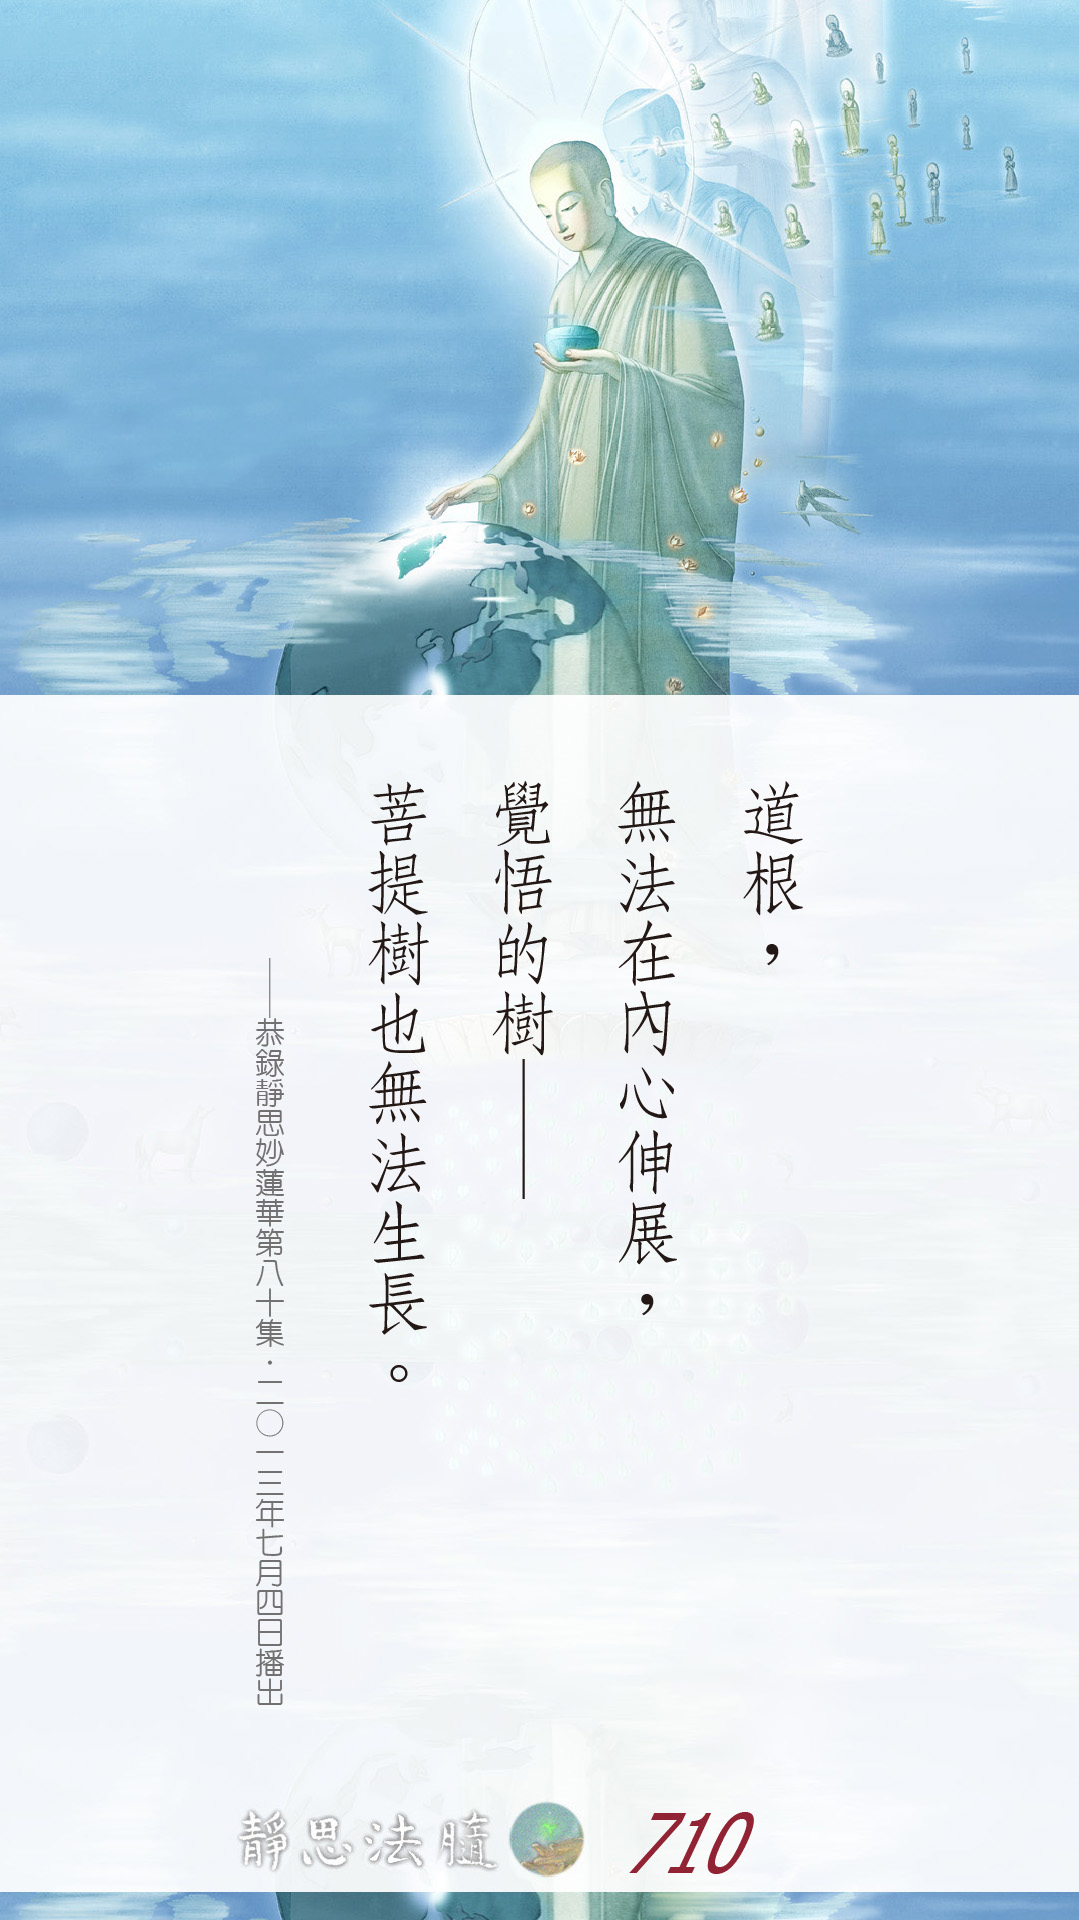 道根，
無法在內心伸展，
覺悟的樹——
菩提樹也無法生長。
——恭錄靜思妙蓮華第八十集．二〇一三年七月四日播出
靜思法髓
710